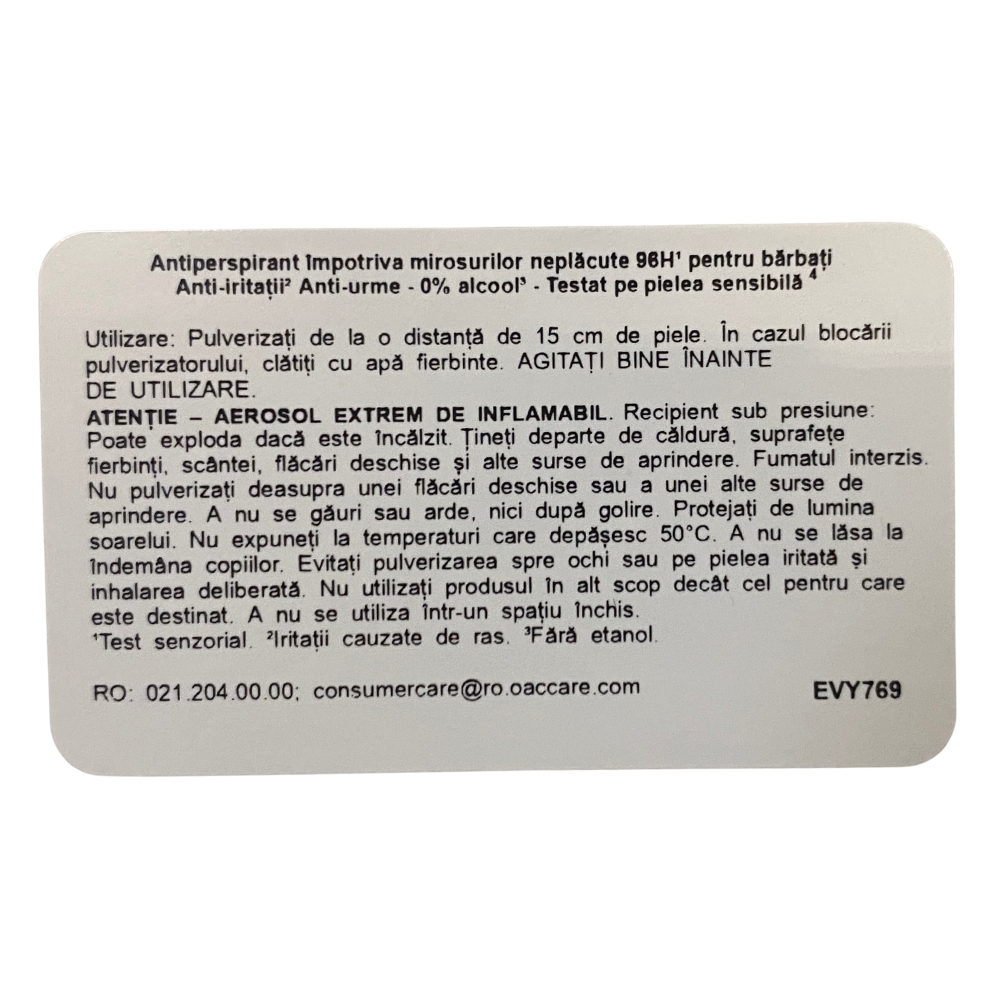 Antiperspirant împotriva mirosurilor neplăcute 96H¹ pentru bărbați
Anti-iritații² Anti-urme - 0% alcool³ - Testat pe pielea sensibilă ⁴
Utilizare: Pulverizați de la o distanță de 15 cm de piele. În cazul blocării
pulverizatorului, clătiți cu apă fierbinte. AGITAȚI BINE ÎNAINTE
DE UTILIZARE.
ATENȚIE – AEROSOL EXTREM DE INFLAMABIL. Recipient sub presiune:
Poate exploda dacă este încălzit. Țineți departe de căldură, suprafețe
fierbinți, scântei, flăcări deschise și alte surse de aprindere. Fumatul interzis.
Nu pulverizați deasupra unei flăcări deschise sau a unei alte surse de
aprindere. A nu se găuri sau arde, nici după golire. Protejați de lumina
soarelui. Nu expuneți la temperaturi care depășesc 50°C. A nu se lăsa la
îndemâna copiilor. Evitați pulverizarea spre ochi sau pe pielea iritată și
inhalarea deliberată. Nu utilizați produsul în alt scop decât cel pentru care
este destinat. A nu se utiliza într-un spațiu închis.
¹Test senzorial. ²Iritații cauzate de ras. ³Fără etanol.
RO: 021.204.00.00; consumercare@ro.oaccare.com EVY769